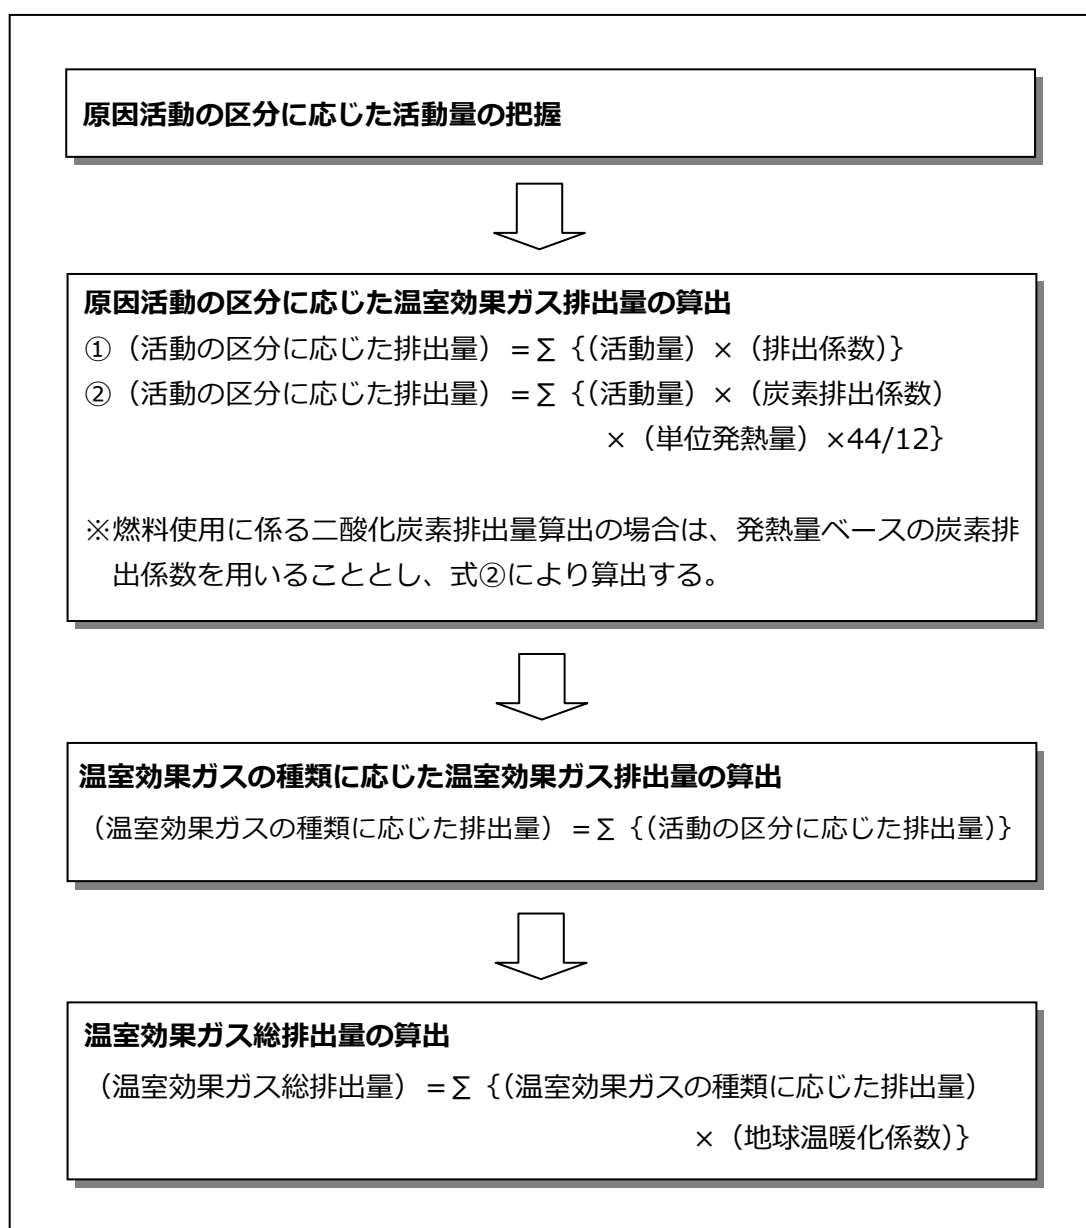 原因活動の区分に応じた活動量の把握
原因活動の区分に応じた温室効果ガス排出量の算出
①（活動の区分に応じた排出量）＝∑｛(活動量）×（排出係数)｝
②（活動の区分に応じた排出量）＝∑｛(活動量）×（炭素排出係数）
×（単位発熱量）×44/12｝
※燃料使用に係る二酸化炭素排出量算出の場合は、発熱量ベースの炭素排
出係数を用いることとし、式②により算出する。
温室効果ガスの種類に応じた温室効果ガス排出量の算出
（温室効果ガスの種類に応じた排出量）＝∑｛(活動の区分に応じた排出量)｝
温室効果ガス総排出量の算出
（温室効果ガス総排出量）＝∑｛(温室効果ガスの種類に応じた排出量）
×（地球温暖化係数)｝